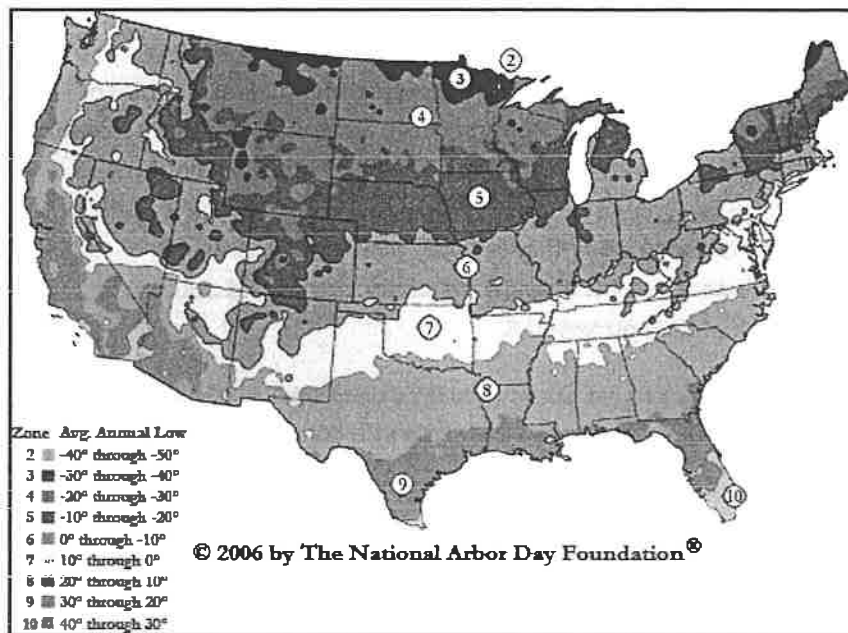 2
3
4
5
6
7
8
9
10
Zone Avg. Annual Low
2 -40° through -50°
3 -30° through -40°
4 -20° through -30°
5 -10° through -20°
6 0° through -10°
7 10° through 0°
8 20° through 10°
9 30° through 20°
10 40° through 30°
© 2006 by The National Arbor Day Foundation®